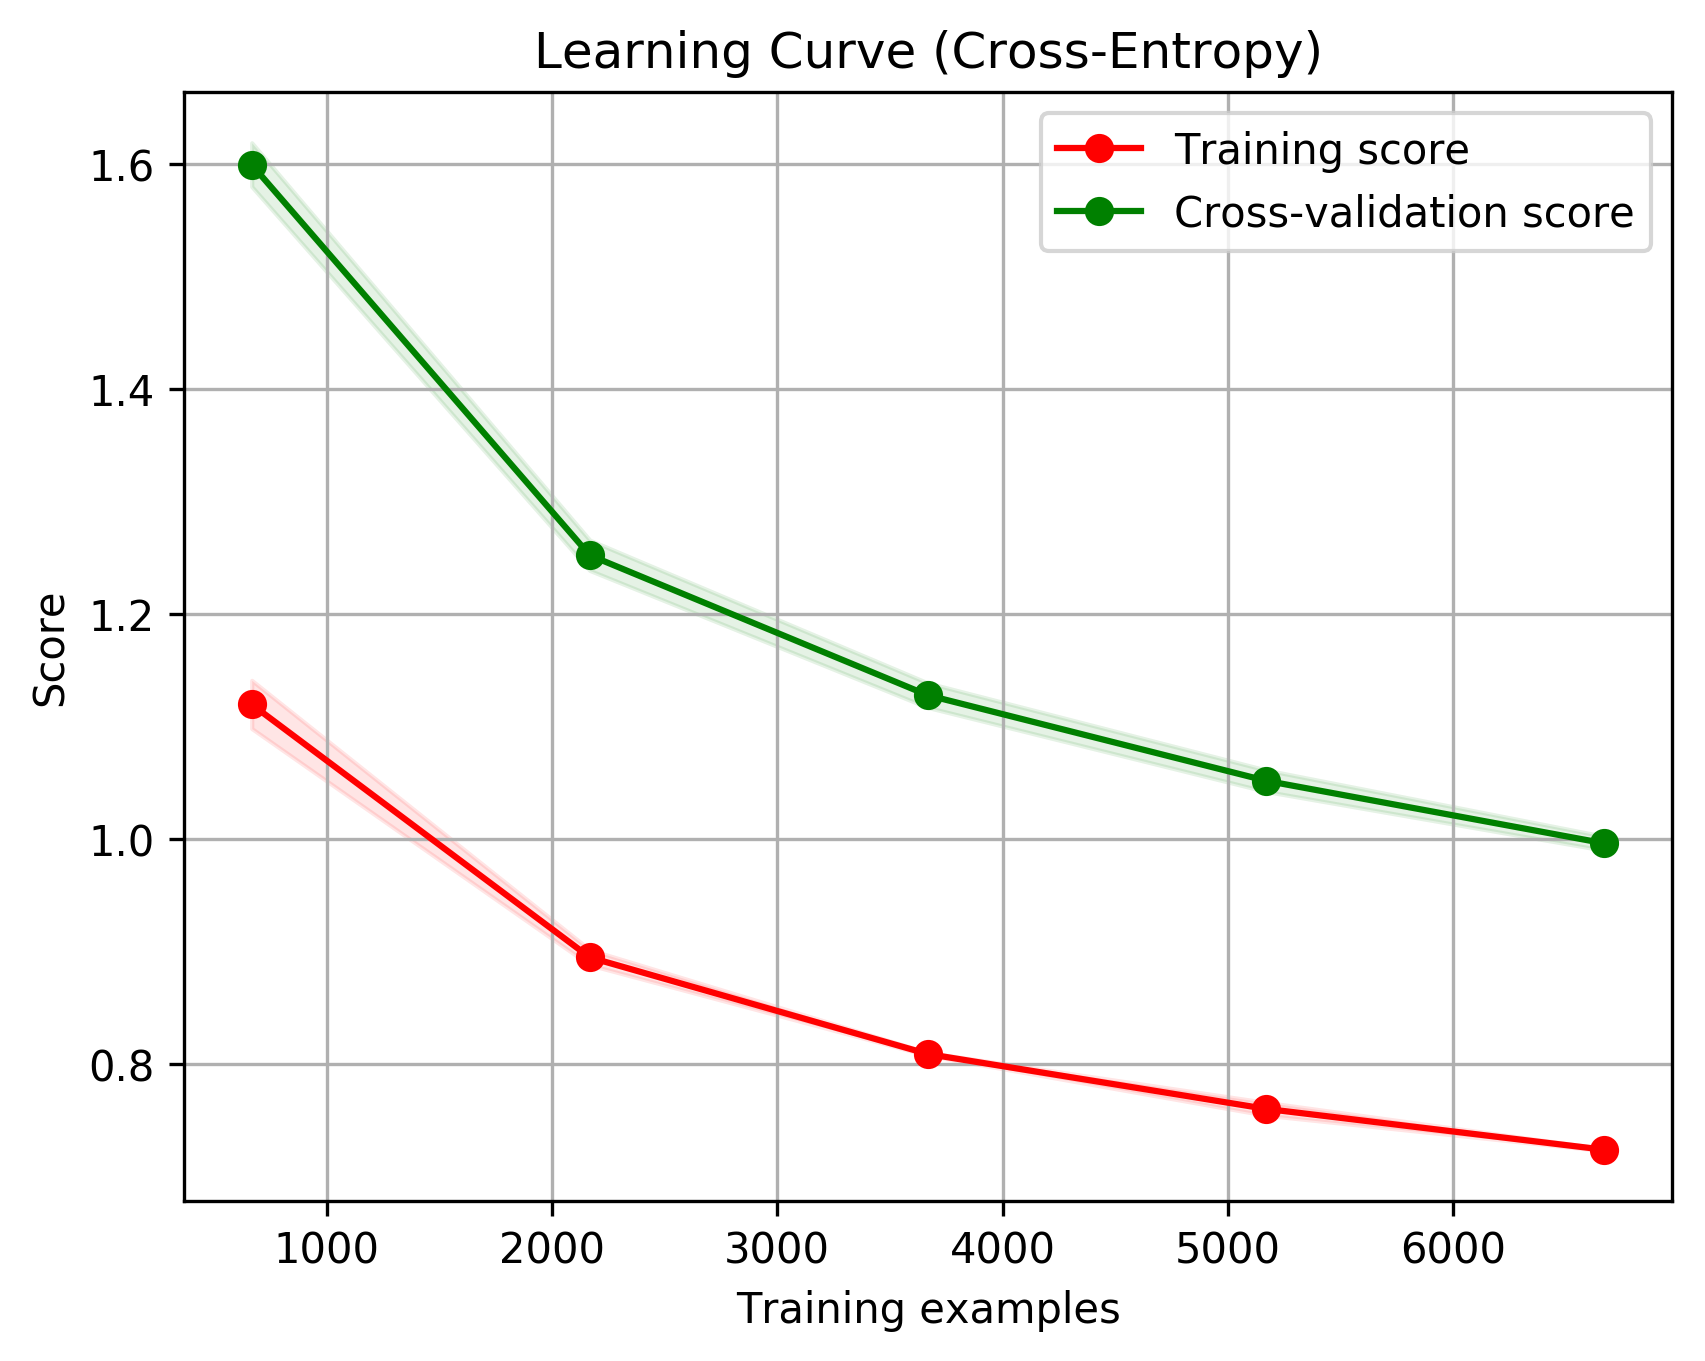 Learning Curve (Cross-Entropy)
Training score
Cross-validation score
Score
1.6
1.4
1.2
1.0
0.8
1000 2000 3000 4000 5000 6000
Training examples